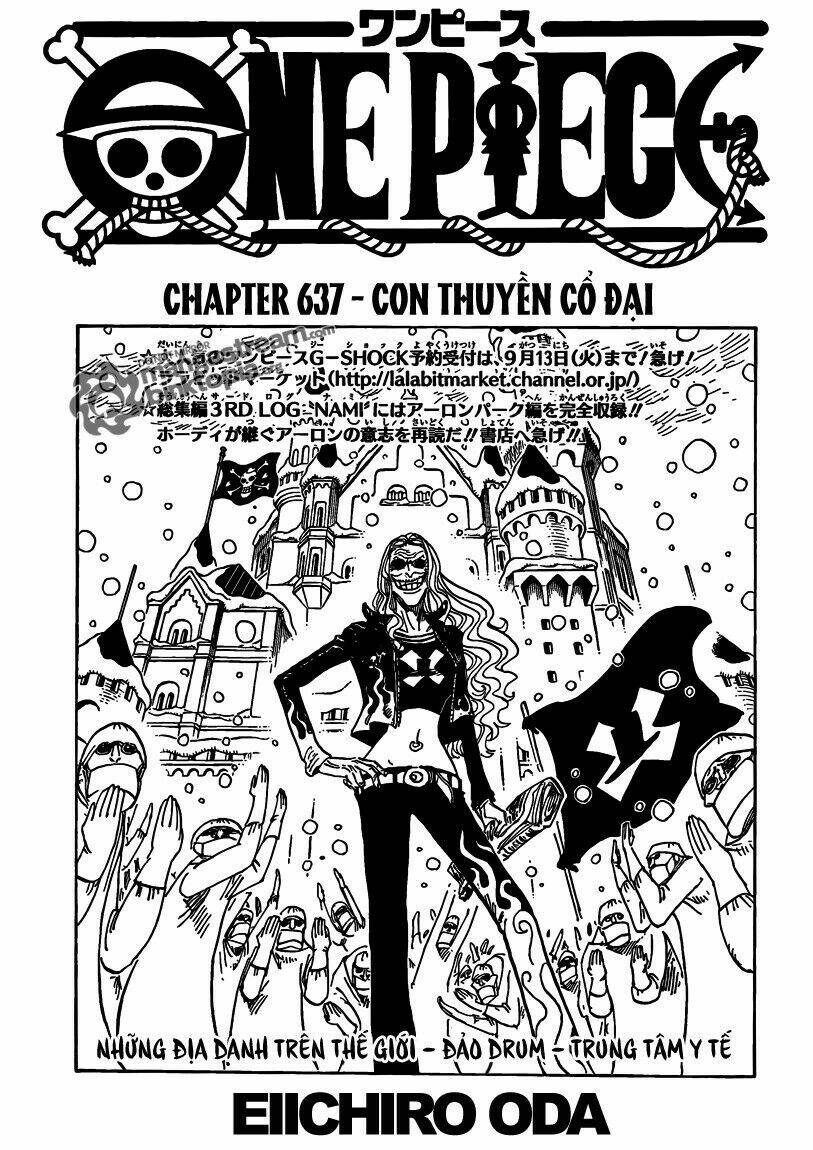 ワンピース
ONE PIECE
CHAPTER 637 - CON THUYỀN CỔ ĐẠI
ワンピースG-SHOCK予約受付は、9月13日(火)まで!急げ!
マーケット(http://lalabitmarket.channel.or.jp/)
☆総集編3RD LOG "NAMI"にはアーロンパーク編を完全収録!!
ホーディが継ぐアーロンの意志を再読だ!!書店へ急げ!!
NHỮNG ĐỊA DANH TRÊN THẾ GIỚI - ĐẢO DRUM - TRUNG TÂM Y TẾ
EIICHIRO ODA